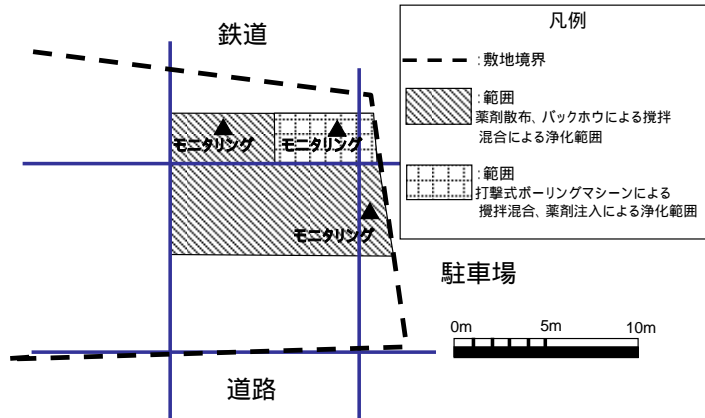 鉄道
凡例
:敷地境界
:範囲
薬剤散布、バックホウによる攪拌
混合による浄化範囲
:範囲
打撃式ボーリングマシーンによる
攪拌混合、薬剤注入による浄化範囲
モニタリング
モニタリング
モニタリング
駐車場
0m
5m
10m
道路